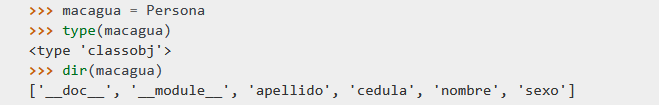 >>> macagua = Persona
>>> type(macagua)
<type 'classobj'>
>>> dir(macagua)
['__doc__', '__module__', 'apellido', 'cedula', 'nombre', 'sexo']